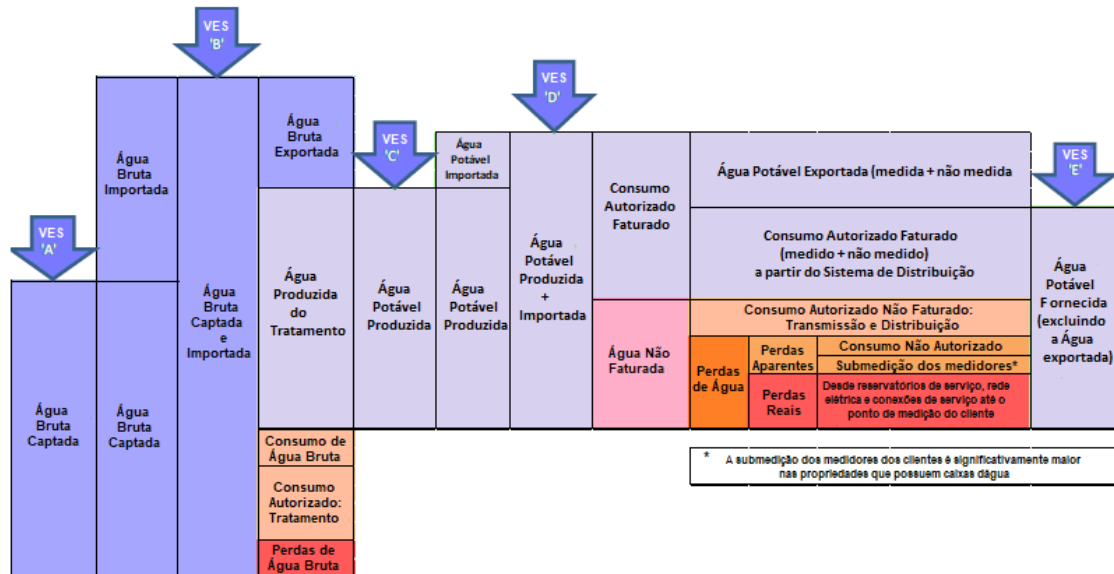 VES
'A'
Água
Bruta
Captada
Água
Bruta
Importada
Água
Bruta
Captada
VES
'B'
Água
Bruta
Captada
e
Importada
Água
Bruta
Exportada
Água
Produzida
do
Tratamento
Consumo de
Água Bruta
Consumo
Autorizado:
Tratamento
Perdas de
Água Bruta
VES
'C'
Água
Potável
Produzida
Água
Potável
Importada
Água
Potável
Produzida
VES
'D'
Água
Potável
Produzida
+
Importada
Consumo
Autorizado
Faturado
Água Não
Faturada
Água Potável Exportada (medida + não medida
Consumo Autorizado Faturado
(medido + não medido)
a partir do Sistema de Distribuição
Consumo Autorizado Não Faturado:
Transmissão e Distribuição
Perdas
de Água
Perdas
Aparentes
Consumo Não Autorizado
Submedição dos medidores*
Perdas
Reais
Desde reservatórios de serviço, rede
elétrica e conexões de serviço até o
ponto de medição do cliente
VES
'E'
Água
Potável
Fornecida
(excluindo
a Água
exportada)
* A submedição dos medidores dos clientes é significativamente maior
nas propriedades que possuem caixas dágua